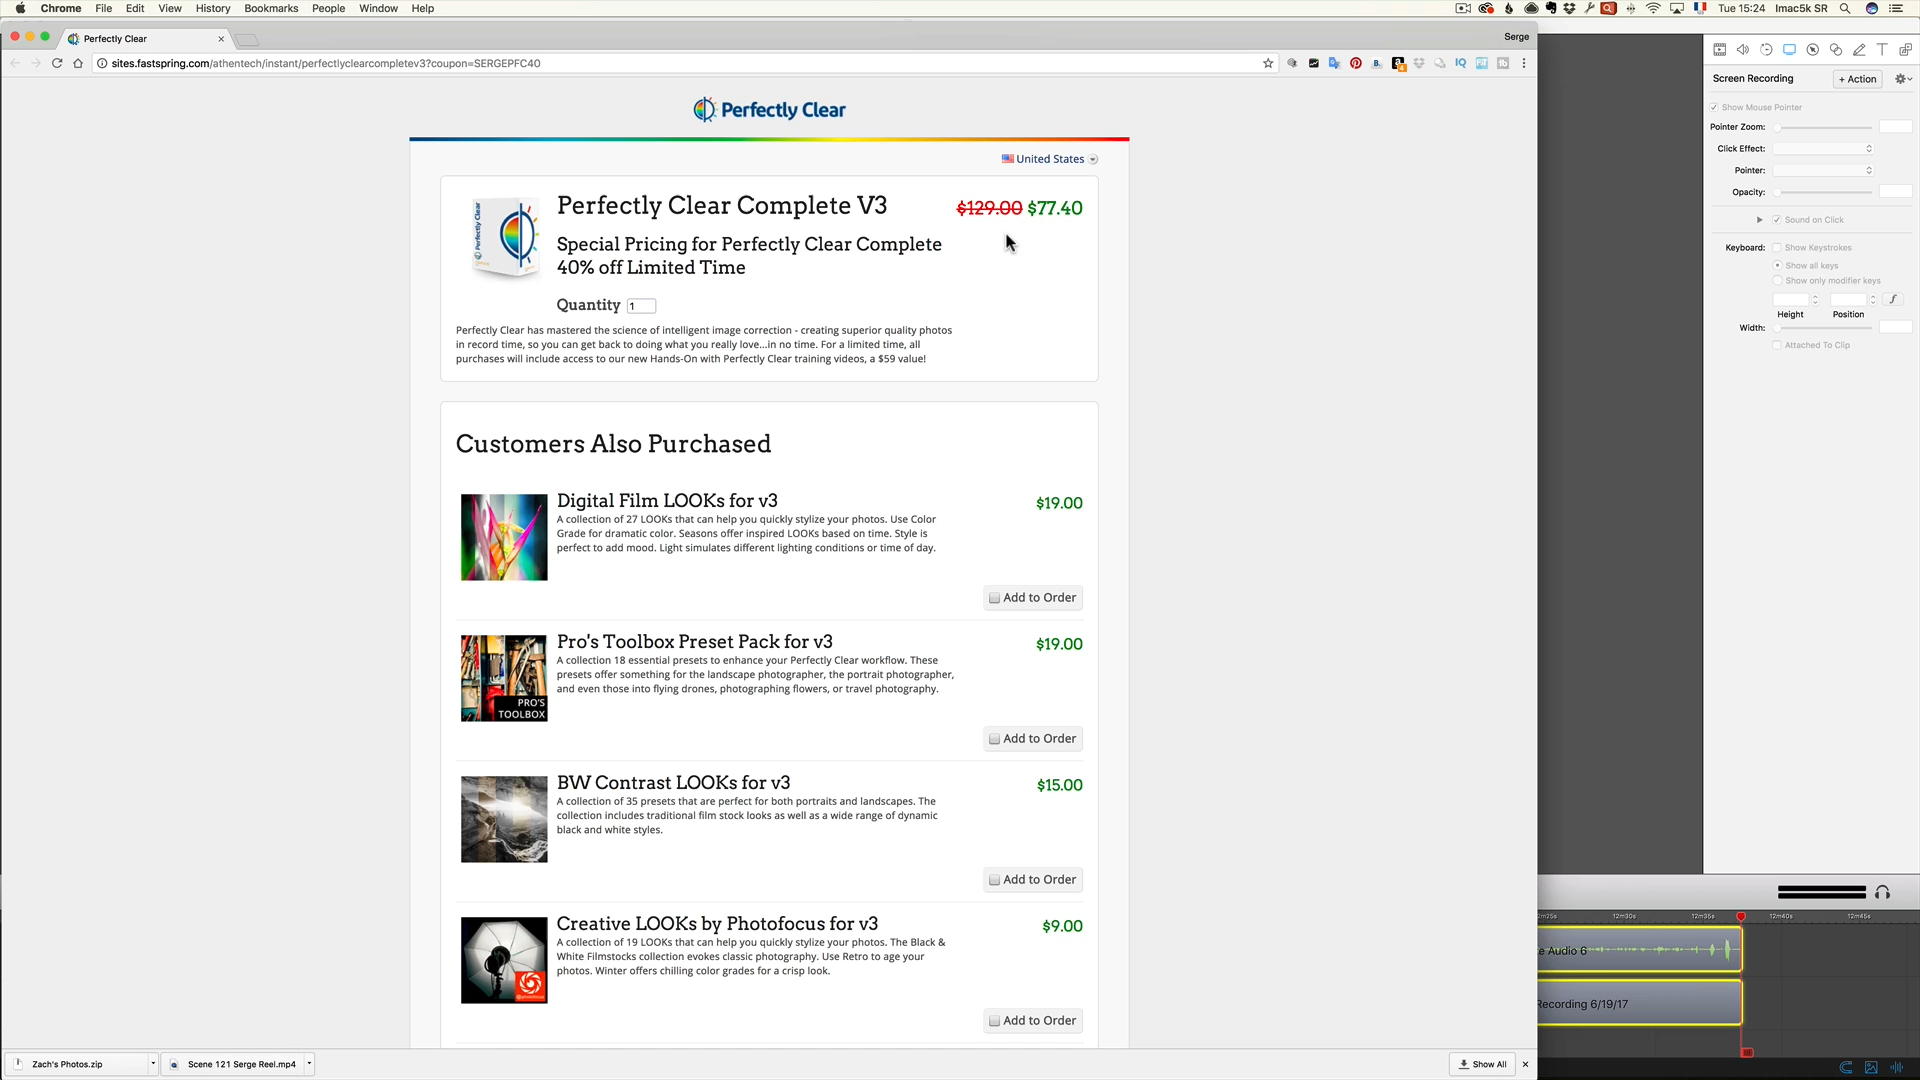 Chrome File Edit View History Bookmarks People Window Help
Tue 15:24 Imac5k SR
Perfectly Clear
Serge
sites.fastspring.com/athentech/instant/perfectlyclearcompletev3?coupon=SERGEPFC40
Perfectly Clear
United States
Perfectly Clear Complete V3
$129.00 $77.40
Special Pricing for Perfectly Clear Complete
40% off Limited Time
Quantity 1
Perfectly Clear has mastered the science of intelligent image correction - creating superior quality photos
in record time, so you can get back to doing what you really love...in no time. For a limited time, all
purchases will include access to our new Hands-On with Perfectly Clear training videos, a $59 value!
Customers Also Purchased
Digital Film LOOKs for v3
$19.00
A collection of 27 LOOKs that can help you quickly stylize your photos. Use Color
Grade for dramatic color. Seasons offer inspired LOOKs based on time. Style is
perfect to add mood. Light simulates different lighting conditions or time of day.
Add to Order
Pro's Toolbox Preset Pack for v3
$19.00
A collection 18 essential presets to enhance your Perfectly Clear workflow. These
presets offer something for the landscape photographer, the portrait photographer,
and even those into flying drones, photographing flowers, or travel photography.
PRO'S
TOOLBOX
Add to Order
BW Contrast LOOKs for v3
$15.00
A collection of 35 presets that are perfect for both portraits and landscapes. The
collection includes traditional film stock looks as well as a wide range of dynamic
black and white styles.
Add to Order
Creative LOOKs by Photofocus for v3
$9.00
A collection of 19 LOOKs that can help you quickly stylize your photos. The Black &
White Filmstocks collection evokes classic photography. Use Retro to age your
photos. Winter offers chilling color grades for a crisp look.
Add to Order
Zach's Photos.zip
Scene 121 Serge Reel.mp4
Show All
Screen Recording
+ Action
Show Mouse Pointer
Pointer Zoom:
Click Effect:
Pointer:
Opacity:
Sound on Click
Keyboard: Show Keystrokes
Show all keys
Show only modifier keys
Height Position
Width:
Attached To Clip
12m30s 12m35s 12m40s 12m45s
e Audio 6
Recording 6/19/17